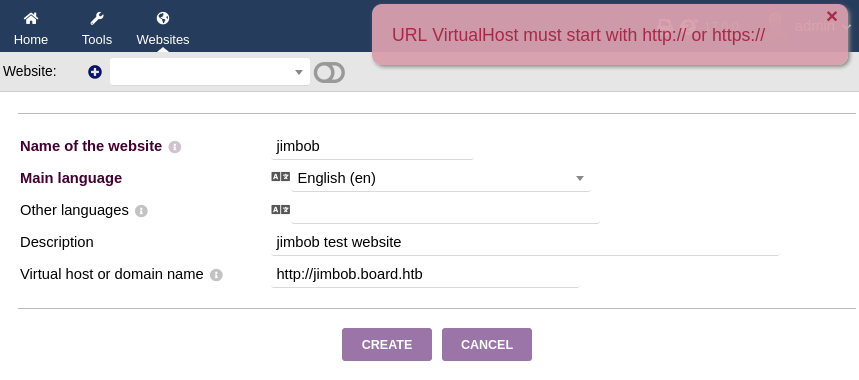 Home
Tools
Websites
admin
URL VirtualHost must start with http:// or https://
Website:
Name of the website
jimbob
Main language
English (en)
Other languages
Description
jimbob test website
Virtual host or domain name
http://jimbob.board.htb
CREATE
CANCEL